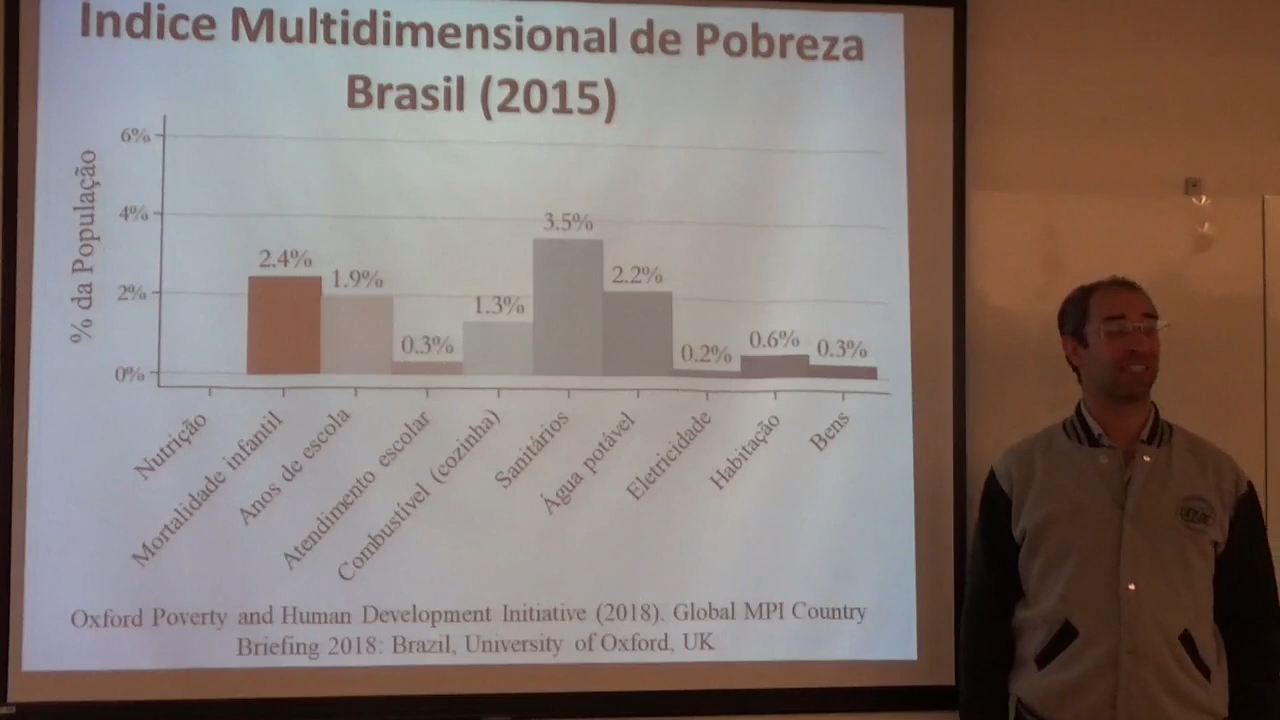 Índice Multidimensional de Pobreza
Brasil (2015)
% da População
6%
4%
2%
0%
2.4%
1.9%
0.3%
1.3%
3.5%
2.2%
0.2%
0.6%
0.3%
Nutrição
Mortalidade infantil
Anos de escola
Atendimento escolar
Combustível (cozinha)
Sanitários
Água potável
Eletricidade
Habitação
Bens
Oxford Poverty and Human Development Initiative (2018). Global MPI Country
Briefing 2018: Brazil, University of Oxford, UK